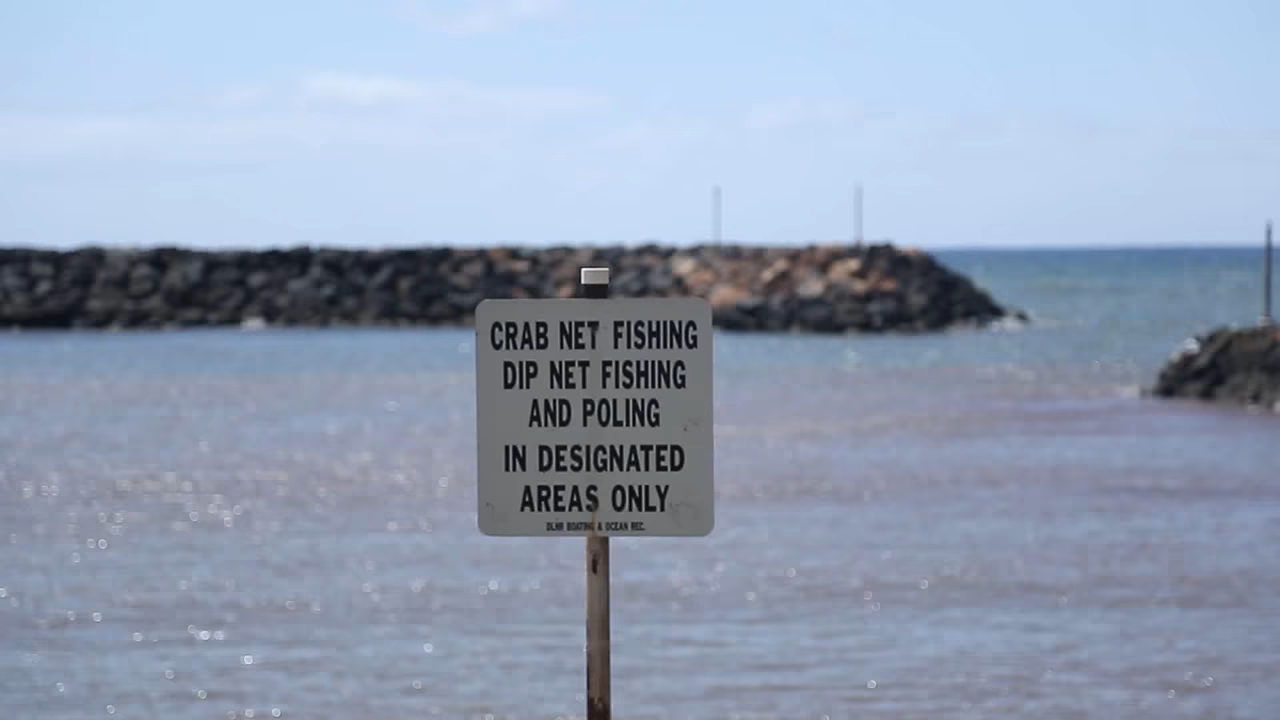 CRAB NET FISHING
DIP NET FISHING
AND POLING
IN DESIGNATED
AREAS ONLY
DLNR BOATING & OCEAN REC.